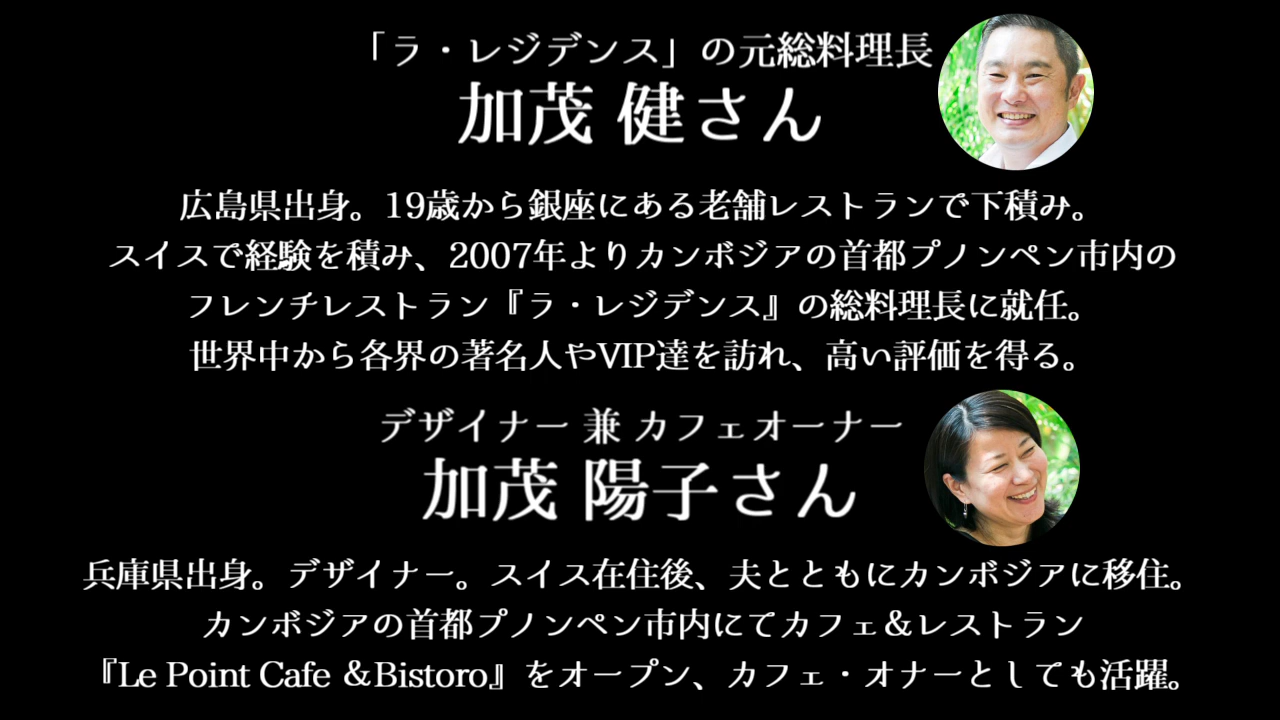 「ラ・レジデンス」の元総料理長
加茂 健さん
広島県出身。19歳から銀座にある老舗レストランで下積み。
スイスで経験を積み、2007年よりカンボジアの首都プノンペン市内の
フレンチレストラン『ラ・レジデンス』の総料理長に就任。
世界中から各界の著名人やVIP達を訪れ、高い評価を得る。
デザイナー 兼 カフェオーナー
加茂 陽子さん
兵庫県出身。デザイナー。スイス在住後、夫とともにカンボジアに移住。
カンボジアの首都プノンペン市内にてカフェ＆レストラン
『Le Point Cafe ＆Bistoro』をオープン、カフェ・オナーとしても活躍。